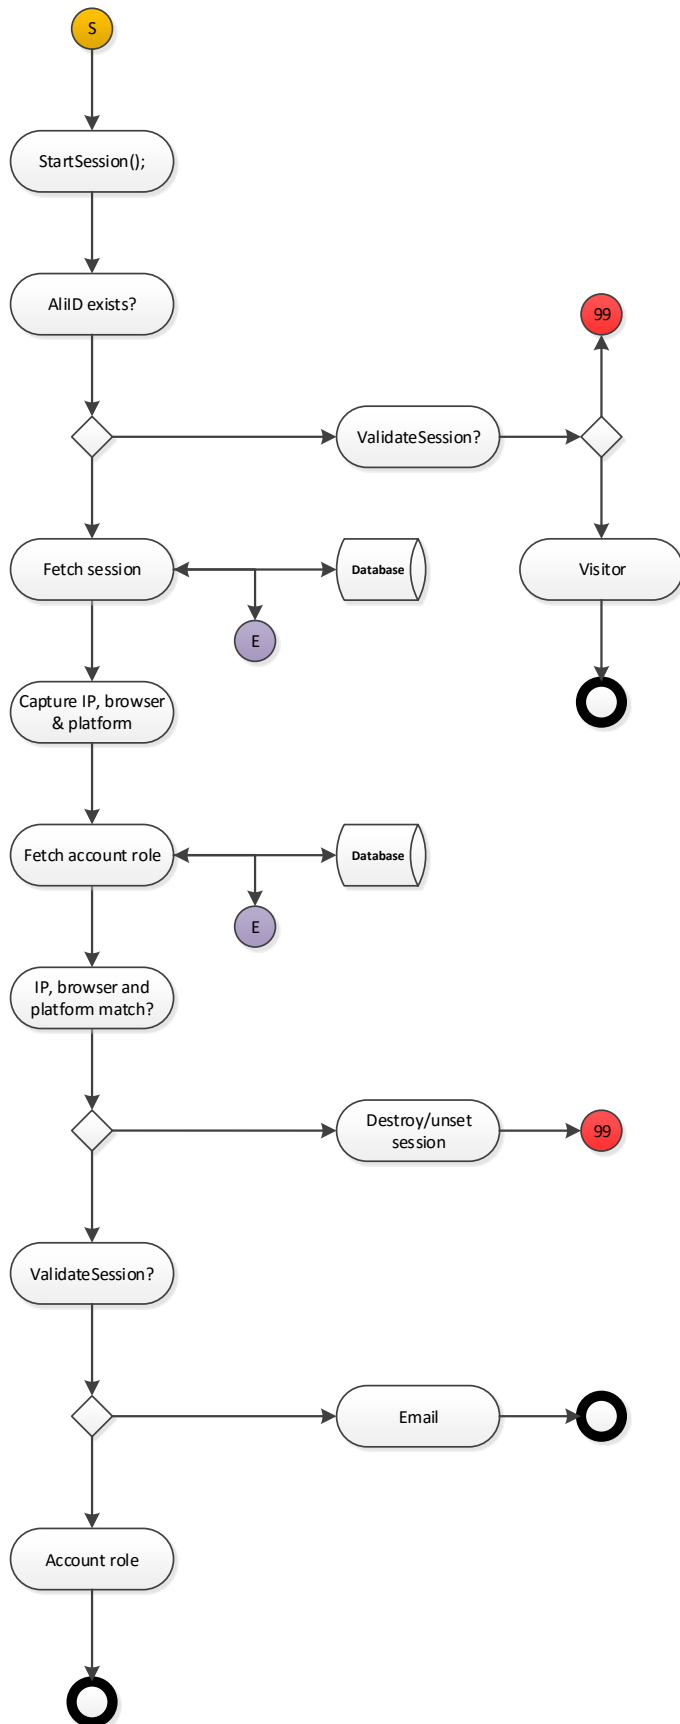 S
StartSession();
AliID exists?
99
ValidateSession?
Fetch session
Database
Visitor
E
Capture IP, browser
& platform
Fetch account role
Database
E
IP, browser and
platform match?
Destroy/unset
session
99
ValidateSession?
Email
Account role